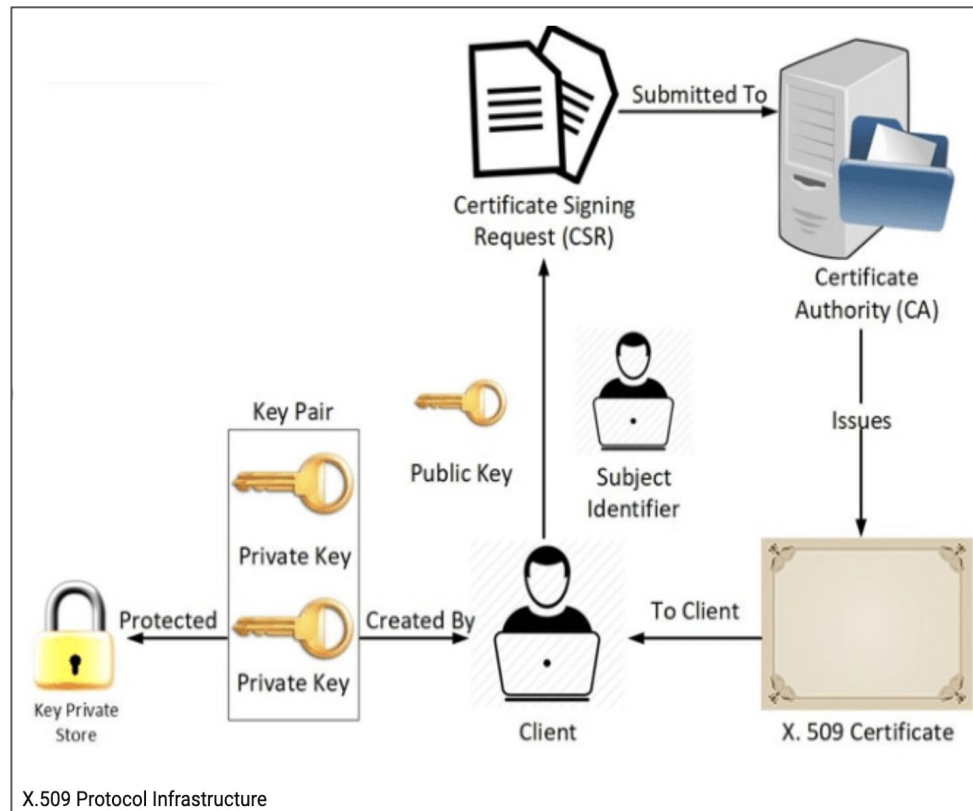 Submitted To
Certificate Signing
Request (CSR)
Certificate
Authority (CA)
Issues
Key Pair
Public Key
Subject
Identifier
Private Key
Protected
Created By
To Client
Private Key
Key Private
Store
Client
X. 509 Certificate
X.509 Protocol Infrastructure